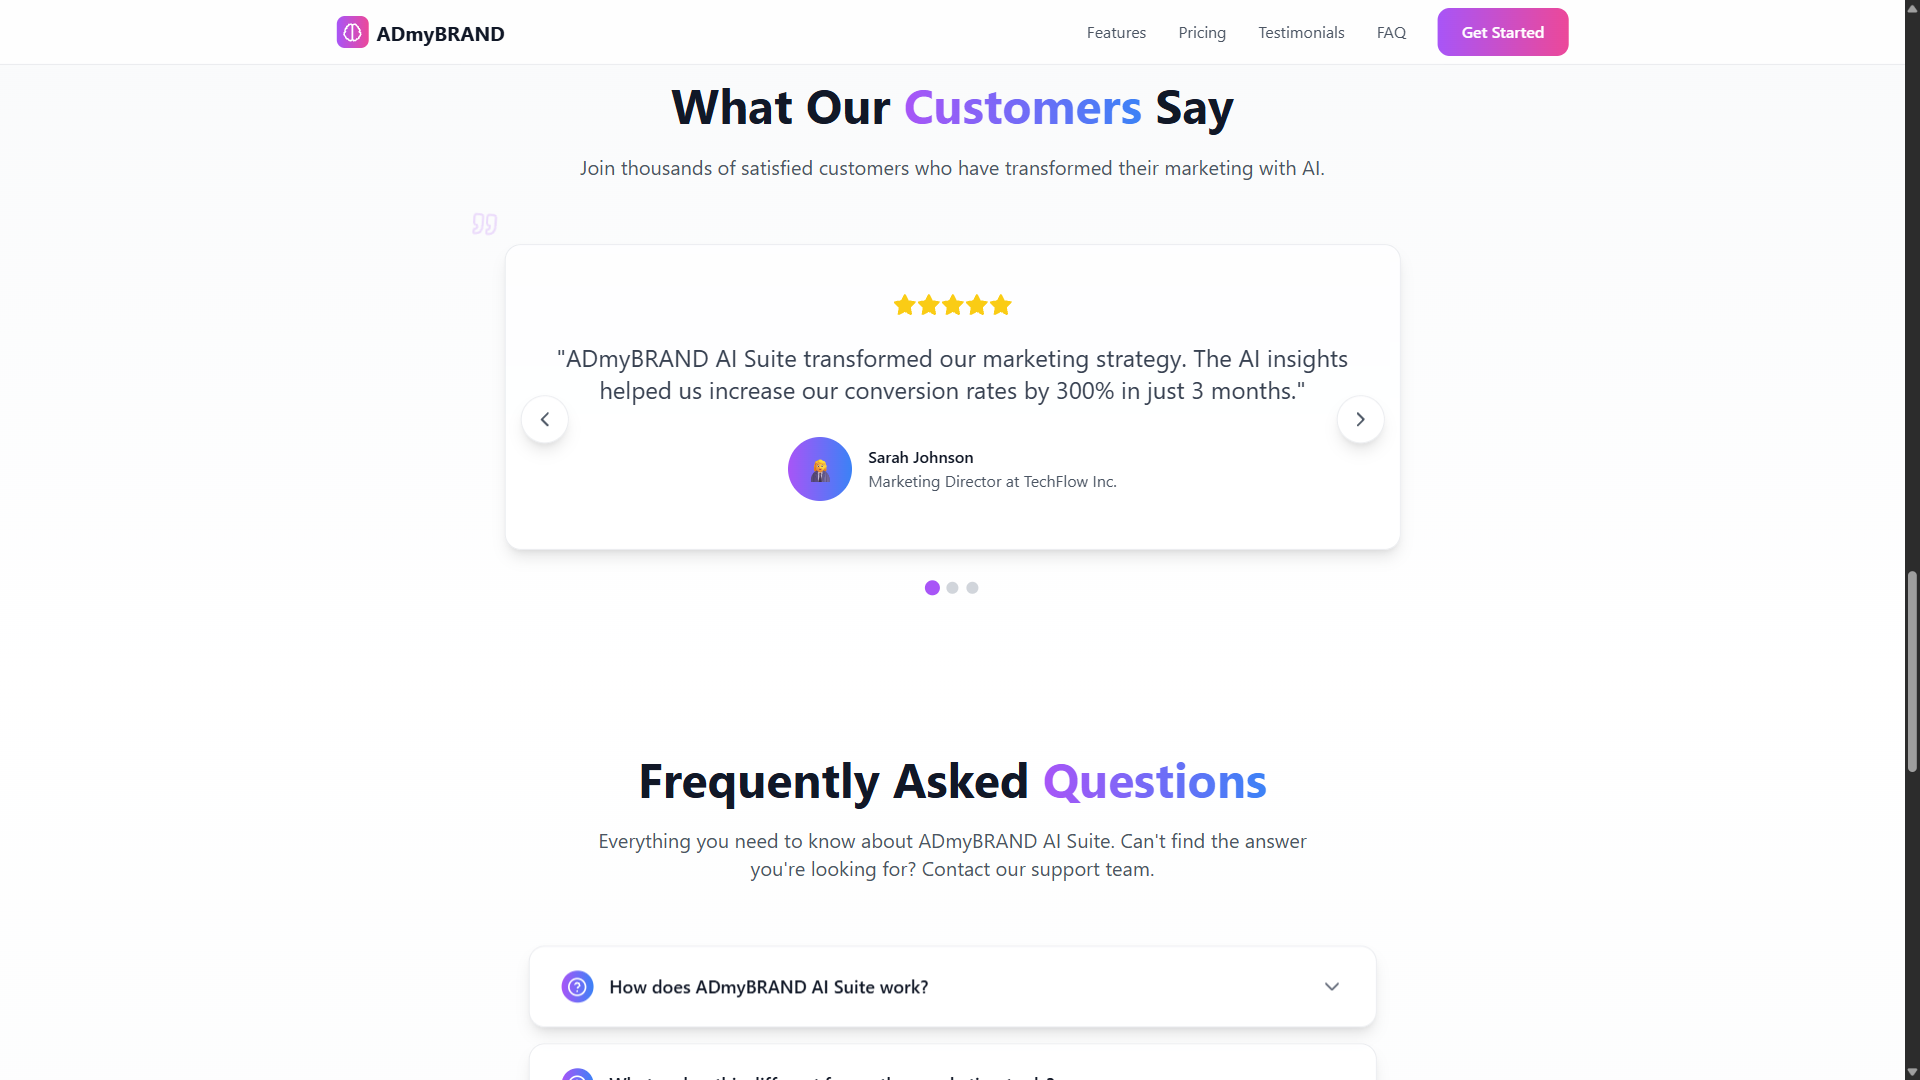 ADmyBRAND
Features
Pricing
Testimonials
FAQ
Get Started
What Our Customers Say
Join thousands of satisfied customers who have transformed their marketing with AI.
"ADmyBRAND AI Suite transformed our marketing strategy. The AI insights
helped us increase our conversion rates by 300% in just 3 months."
Sarah Johnson
Marketing Director at TechFlow Inc.
Frequently Asked Questions
Everything you need to know about ADmyBRAND AI Suite. Can't find the answer
you're looking for? Contact our support team.
How does ADmyBRAND AI Suite work?